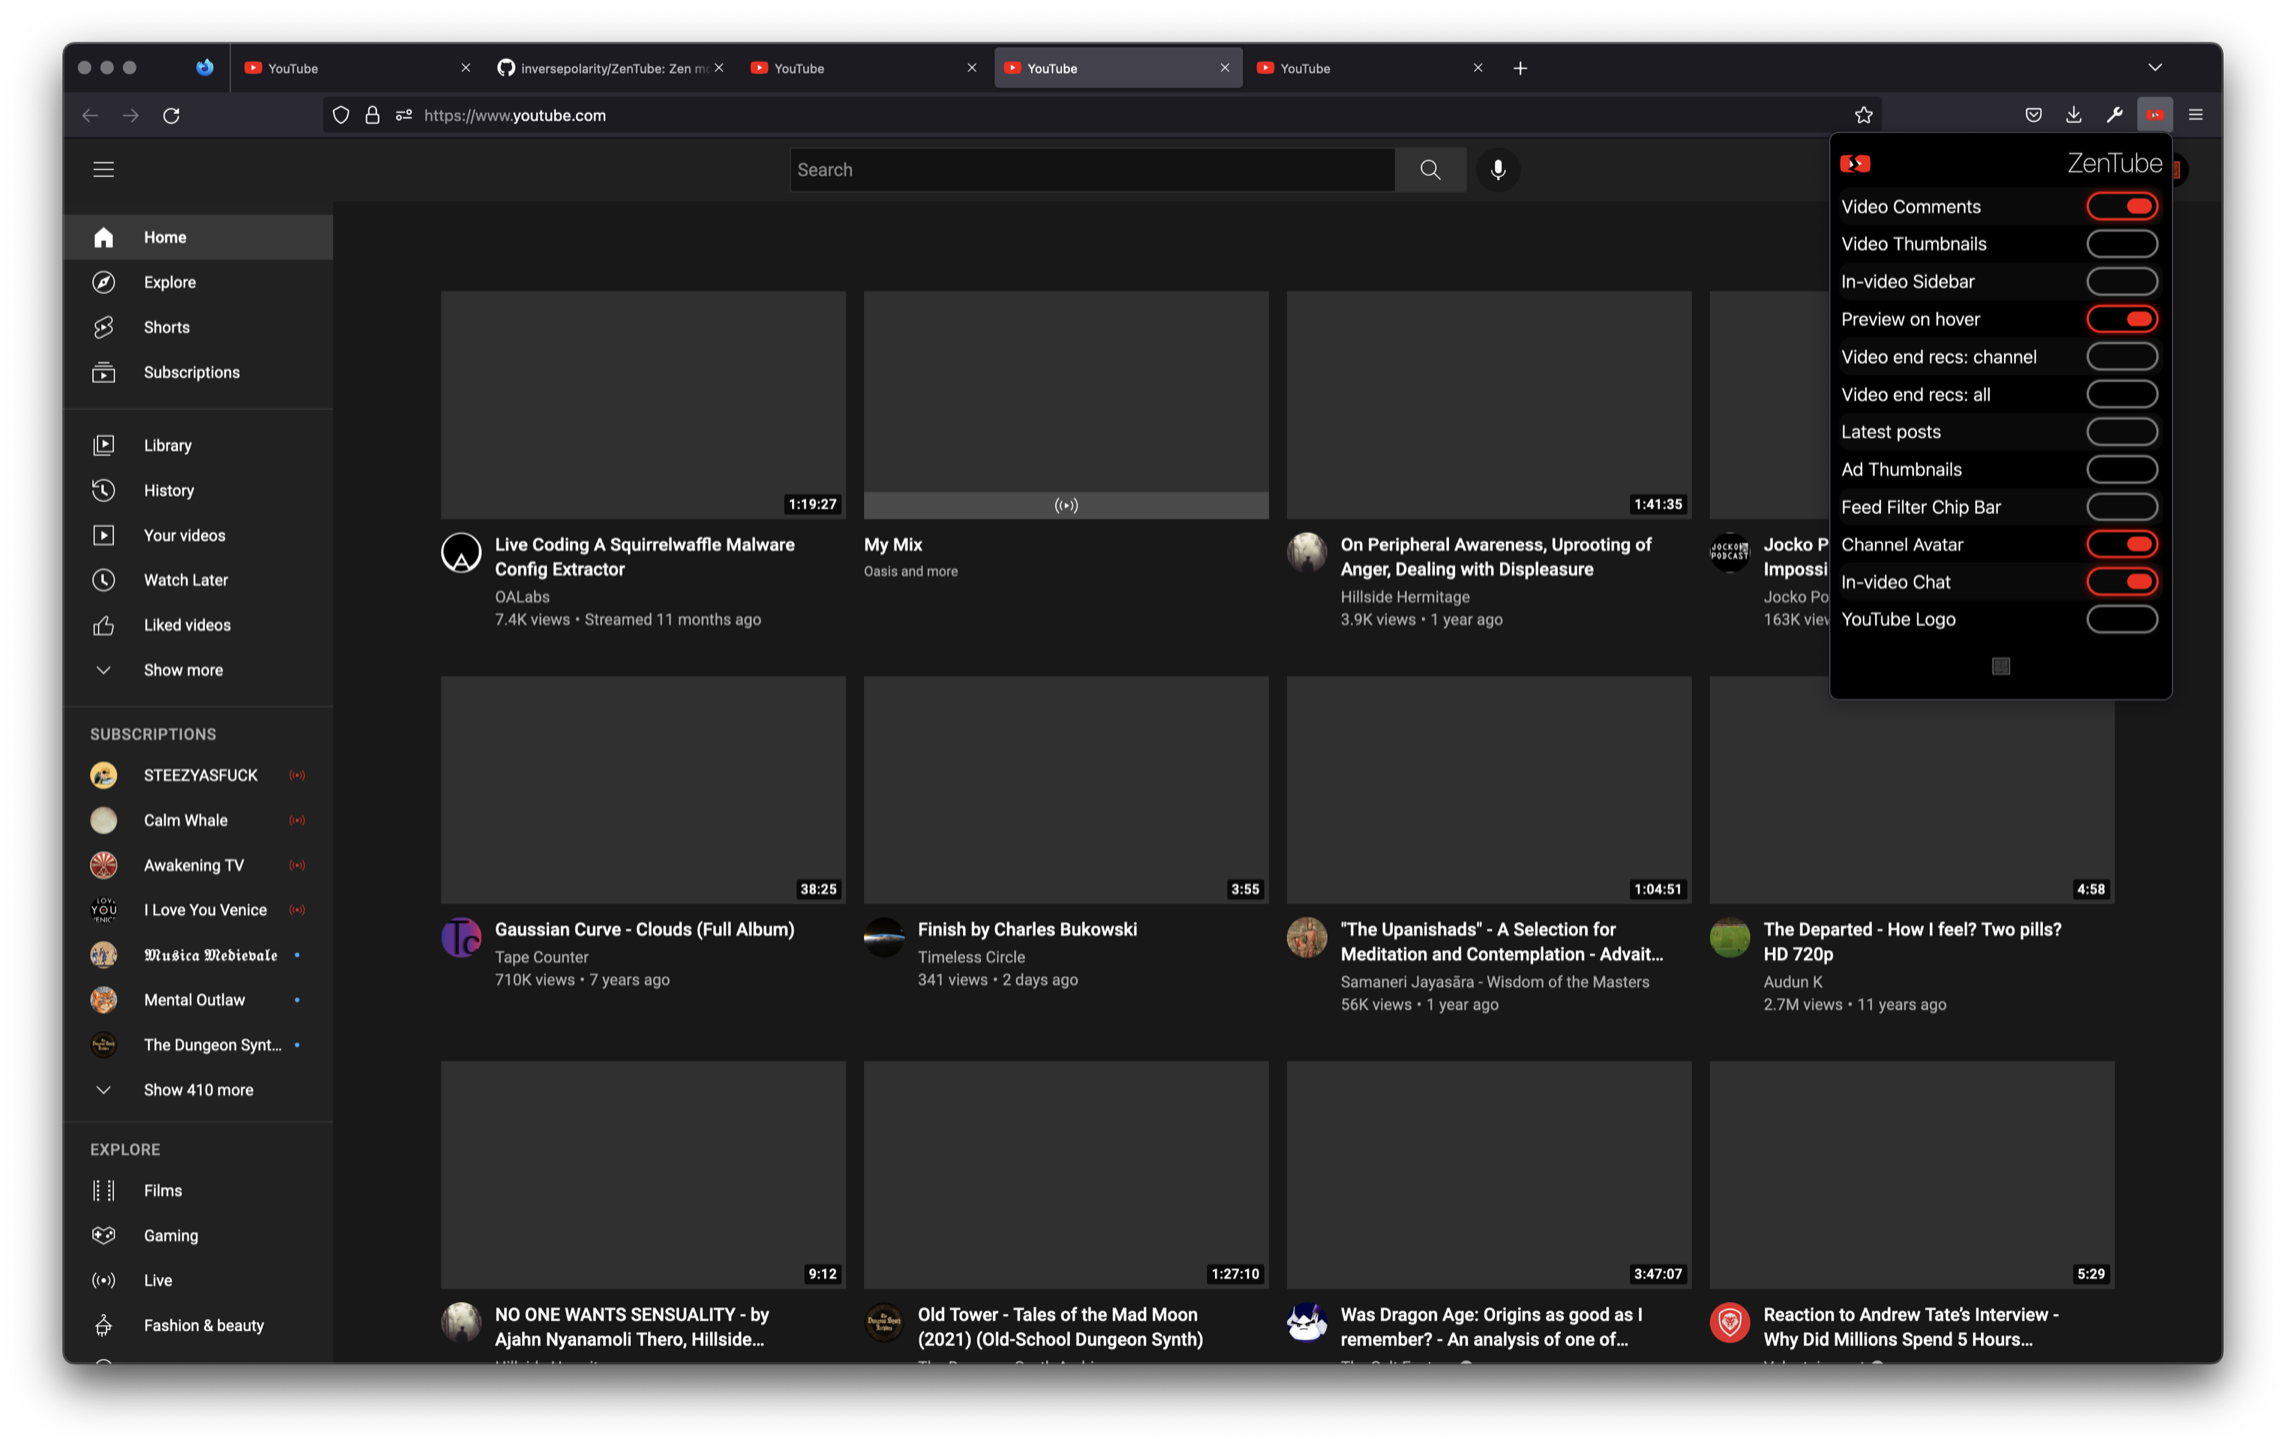 YouTube
inversepolarity/ZenTube: Zen mo
YouTube
YouTube
YouTube
https://www.youtube.com
Search
ZenTube
Video Comments
Video Thumbnails
In-video Sidebar
Preview on hover
Video end recs: channel
Video end recs: all
Latest posts
Ad Thumbnails
Feed Filter Chip Bar
Channel Avatar
In-video Chat
YouTube Logo
Home
Explore
Shorts
Subscriptions
Library
History
Your videos
Watch Later
Liked videos
Show more
SUBSCRIPTIONS
STEEZYASFUCK
Calm Whale
Awakening TV
I Love You Venice
𝕸𝖚𝖘𝖎𝖈𝖆 𝕸𝖊𝖉𝖎𝖊𝖛𝖆𝖑𝖊
Mental Outlaw
The Dungeon Synt...
Show 410 more
EXPLORE
Films
Gaming
Live
Fashion & beauty
1:19:27
Live Coding A Squirrelwaffle Malware
Config Extractor
OALabs
7.4K views • Streamed 11 months ago
My Mix
Oasis and more
1:41:35
On Peripheral Awareness, Uprooting of
Anger, Dealing with Displeasure
Hillside Hermitage
3.9K views • 1 year ago
JOCKO
PODCAST
Jocko P
Impossi
Jocko Po
163K view
38:25
Tc
Gaussian Curve - Clouds (Full Album)
Tape Counter
710K views • 7 years ago
3:55
Finish by Charles Bukowski
Timeless Circle
341 views • 2 days ago
1:04:51
"The Upanishads" - A Selection for
Meditation and Contemplation - Advait...
Samaneri Jayasāra - Wisdom of the Masters
56K views • 1 year ago
4:58
The Departed - How I feel? Two pills?
HD 720p
Audun K
2.7M views • 11 years ago
9:12
NO ONE WANTS SENSUALITY - by
Ajahn Nyanamoli Thero, Hillside...
1:27:10
Old Tower - Tales of the Mad Moon
(2021) (Old-School Dungeon Synth)
3:47:07
Was Dragon Age: Origins as good as I
remember? - An analysis of one of...
5:29
Reaction to Andrew Tate's Interview -
Why Did Millions Spend 5 Hours...